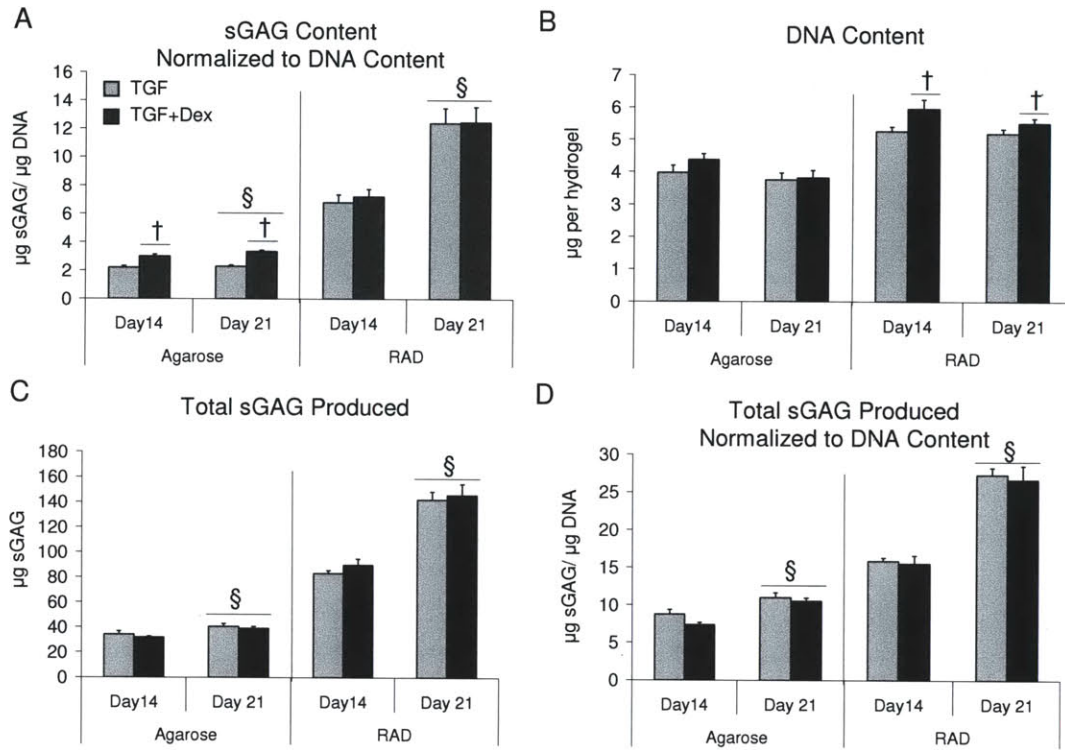 A
sGAG Content
Normalized to DNA Content
µg sGAG/ µg DNA
16
14
12
10
8
6
4
2
0
TGF
TGF+Dex
†
§
†
§
Day14
Day 21
Day14
Day 21
Agarose
RAD
B
DNA Content
µg per hydrogel
7
6
5
4
3
2
1
0
†
†
Day14
Day 21
Day14
Day 21
Agarose
RAD
C
Total sGAG Produced
µg sGAG
180
160
140
120
100
80
60
40
20
0
§
§
Day14
Day 21
Day14
Day 21
Agarose
RAD
D
Total sGAG Produced
Normalized to DNA Content
µg sGAG/ µg DNA
30
25
20
15
10
5
0
§
§
Day14
Day 21
Day14
Day 21
Agarose
RAD